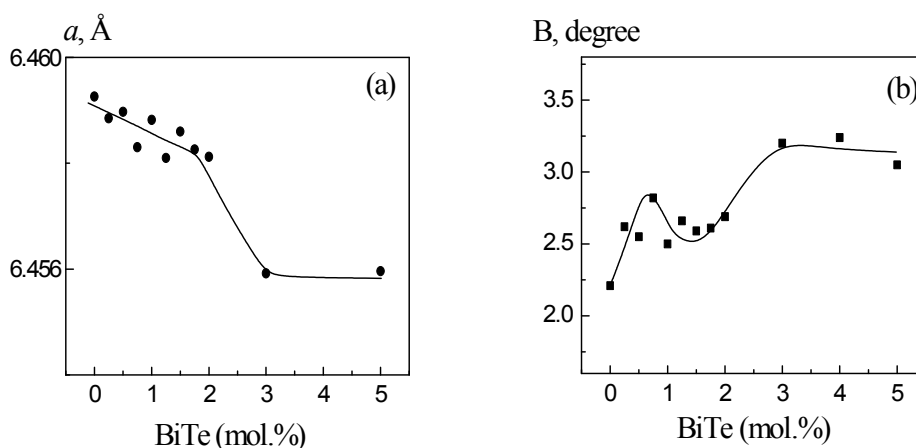 a, Å
6.460
6.456
(a)
0 1 2 3 4 5
BiTe (mol.%)
B, degree
3.5
3.0
2.5
2.0
(b)
0 1 2 3 4 5
BiTe (mol.%)